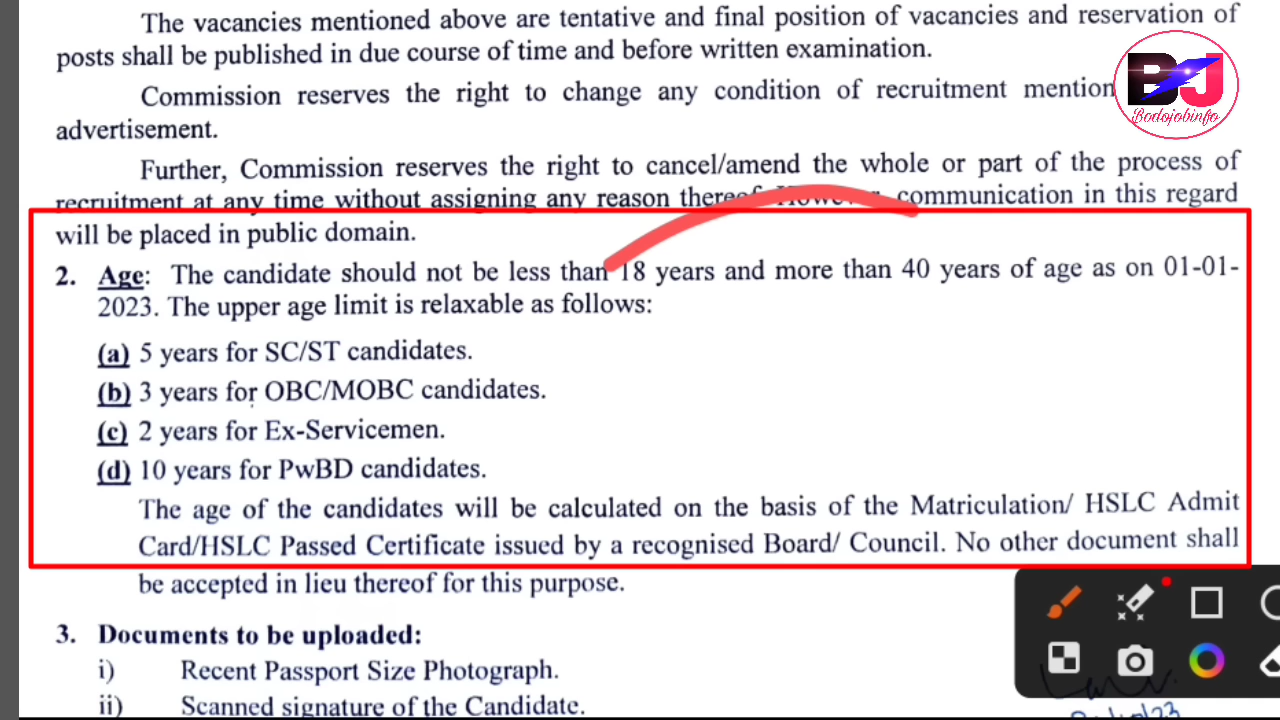 The vacancies mentioned above are tentative and final position of vacancies and reservation of
posts shall be published in due course of time and before written examination.
Commission reserves the right to change any condition of recruitment mention
advertisement.
Further, Commission reserves the right to cancel/amend the whole or part of the process of
recruitment at any time without assigning any reason thereof. However, communication in this regard
will be placed in public domain.
2. Age: The candidate should not be less than 18 years and more than 40 years of age as on 01-01-
2023. The upper age limit is relaxable as follows:
(a) 5 years for SC/ST candidates.
(b) 3 years for OBC/MOBC candidates.
(c) 2 years for Ex-Servicemen.
(d) 10 years for PwBD candidates.
The age of the candidates will be calculated on the basis of the Matriculation/ HSLC Admit
Card/HSLC Passed Certificate issued by a recognised Board/ Council. No other document shall
be accepted in lieu thereof for this purpose.
3. Documents to be uploaded:
i) Recent Passport Size Photograph.
ii) Scanned signature of the Candidate.
BJ
Bodojobinfo